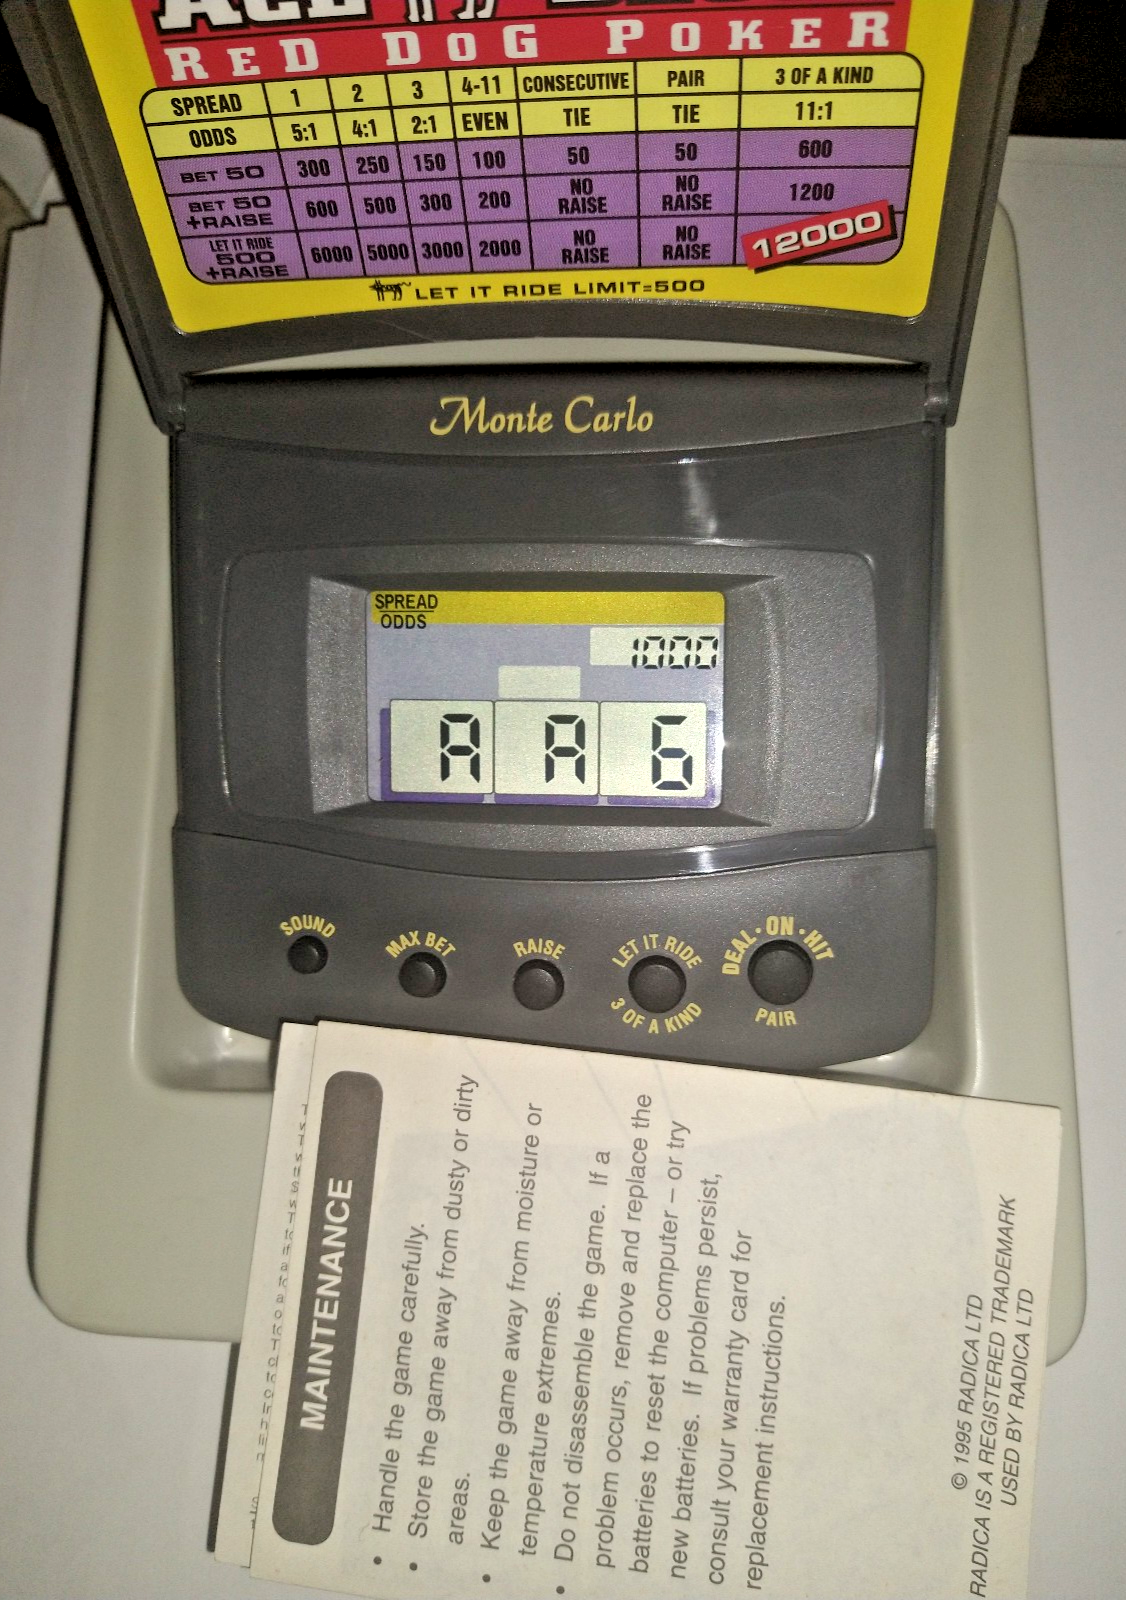 RED DOG POKER
SPREAD 1 2 3 4-11 CONSECUTIVE PAIR 3 OF A KIND
ODDS 5:1 4:1 2:1 EVEN TIE TIE 11:1
BET 50 300 250 150 100 50 50 600
BET 50 +RAISE 600 500 300 200 NO RAISE NO RAISE 1200
LET IT RIDE 500 +RAISE 6000 5000 3000 2000 NO RAISE NO RAISE 12000
LET IT RIDE LIMIT=500
Monte Carlo
SPREAD
ODDS
1000
A A 6
SOUND
MAX BET
RAISE
LET IT RIDE
3 OF A KIND
DEAL·ON·HIT
PAIR
MAINTENANCE
• Handle the game carefully.
• Store the game away from dusty or dirty
areas.
• Keep the game away from moisture or
temperature extremes.
• Do not disassemble the game. If a
problem occurs, remove and replace the
batteries to reset the computer – or try
new batteries. If problems persist,
consult your warranty card for
replacement instructions.
© 1995 RADICA LTD
RADICA IS A REGISTERED TRADEMARK
USED BY RADICA LTD